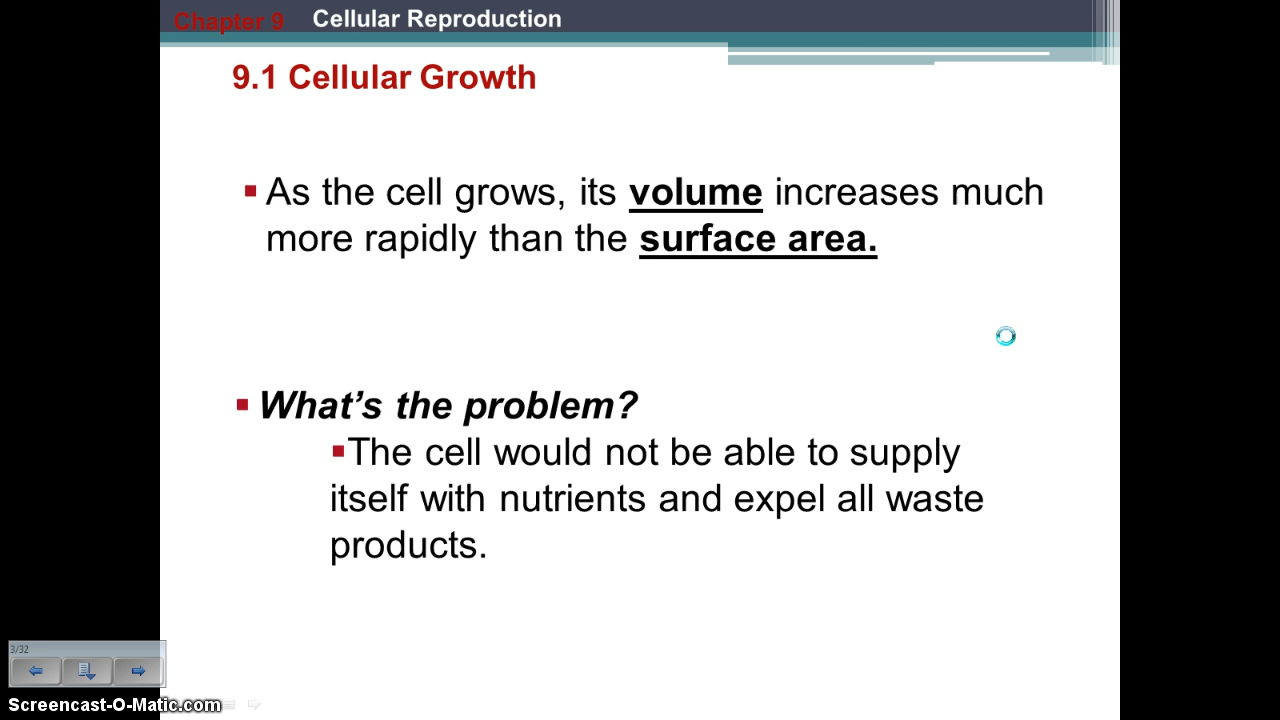 Chapter 9 Cellular Reproduction
9.1 Cellular Growth
As the cell grows, its volume increases much
more rapidly than the surface area.
What’s the problem?
The cell would not be able to supply
itself with nutrients and expel all waste
products.
3/32
Screencast-O-Matic.com